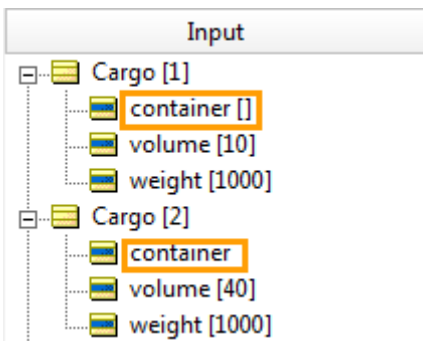 Input
Cargo [1]
container []
volume [10]
weight [1000]
Cargo [2]
container
volume [40]
weight [1000]